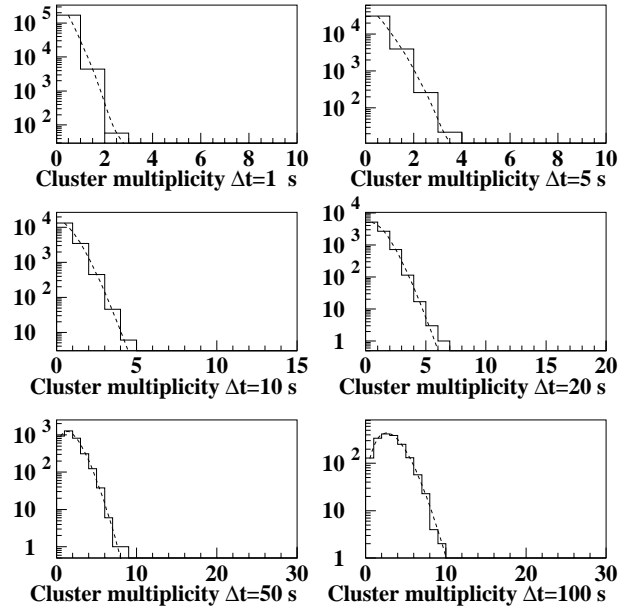 10^5
10^4
10^3
10^2
0 2 4 6 8 10
Cluster multiplicity Δt=1 s
10^4
10^3
10^2
0 2 4 6 8 10
Cluster multiplicity Δt=5 s
10^4
10^3
10^2
10
0 5 10 15
Cluster multiplicity Δt=10 s
10^4
10^3
10^2
10
1
0 5 10 15 20
Cluster multiplicity Δt=20 s
10^3
10^2
10
1
0 10 20 30
Cluster multiplicity Δt=50 s
10^2
10
1
0 10 20 30
Cluster multiplicity Δt=100 s